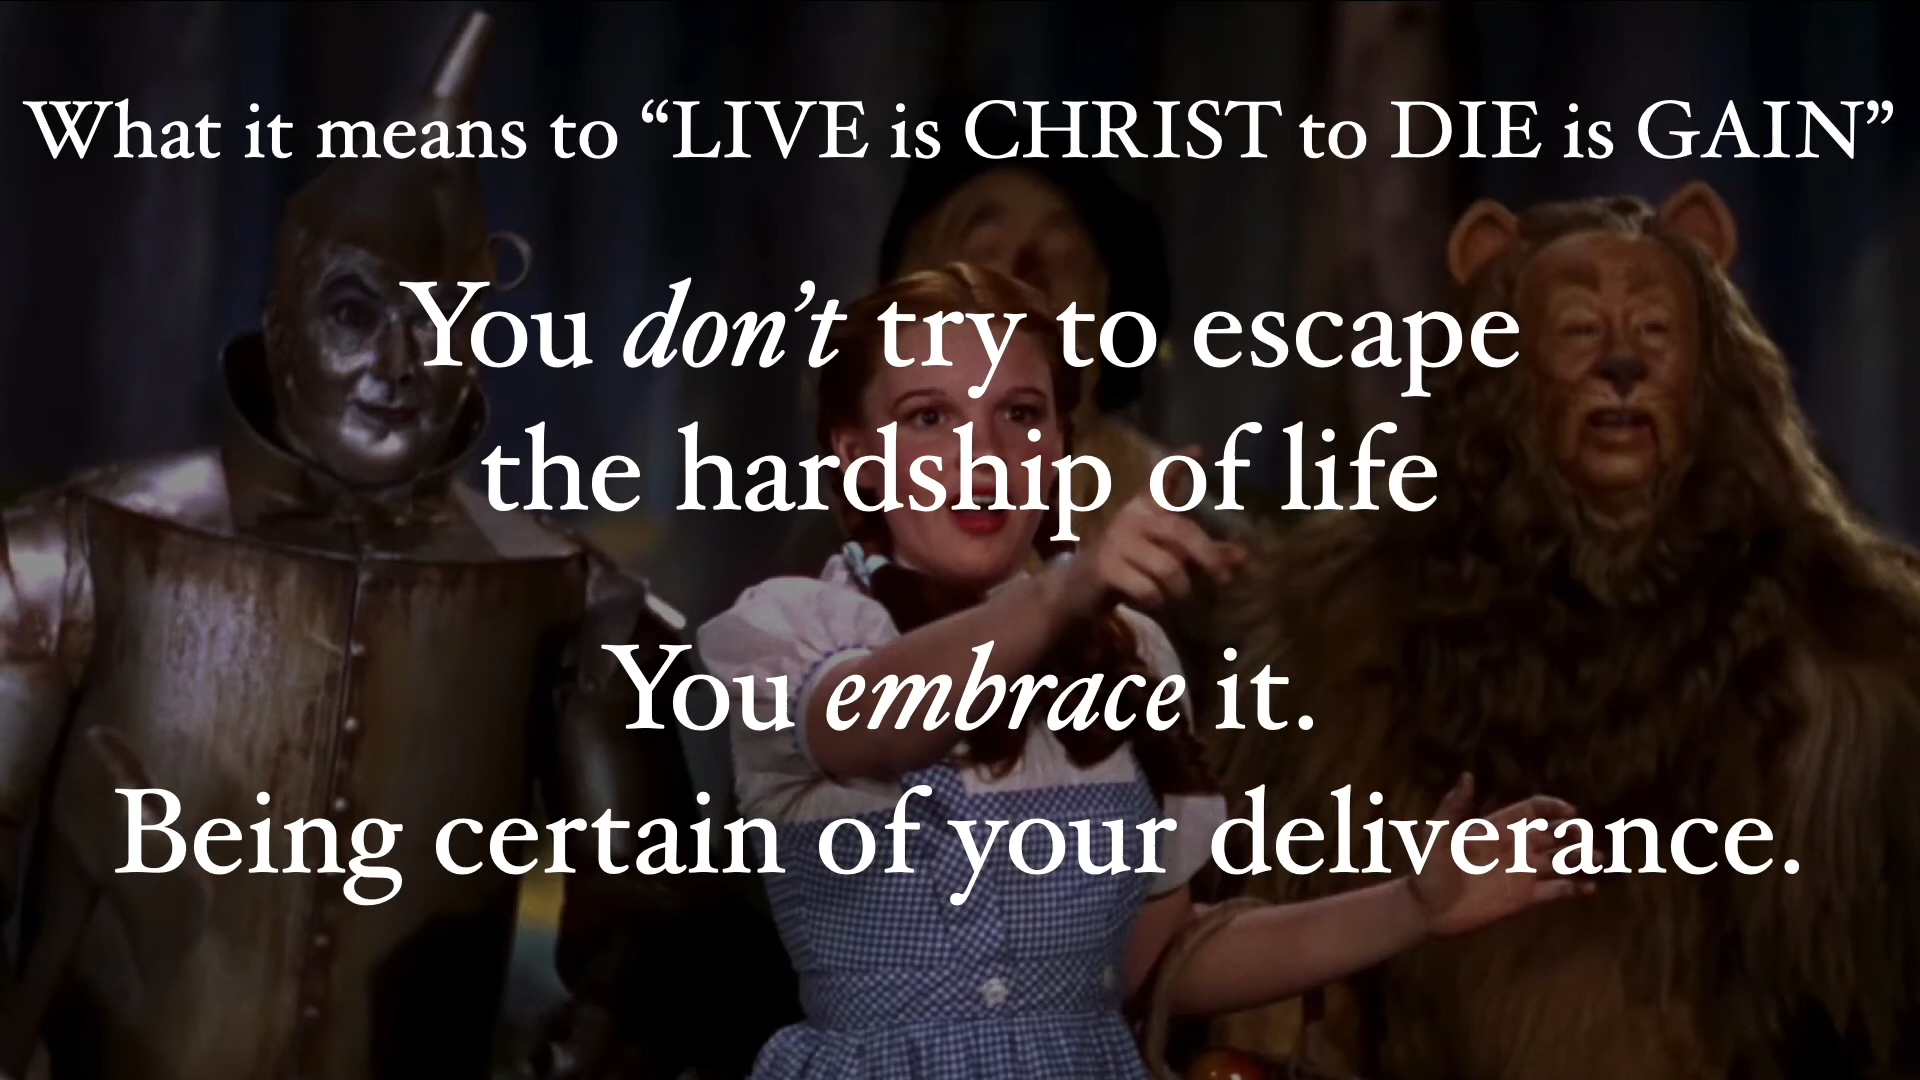 What it means to “LIVE is CHRIST to DIE is GAIN”
You don’t try to escape
the hardship of life
You embrace it.
Being certain of your deliverance.